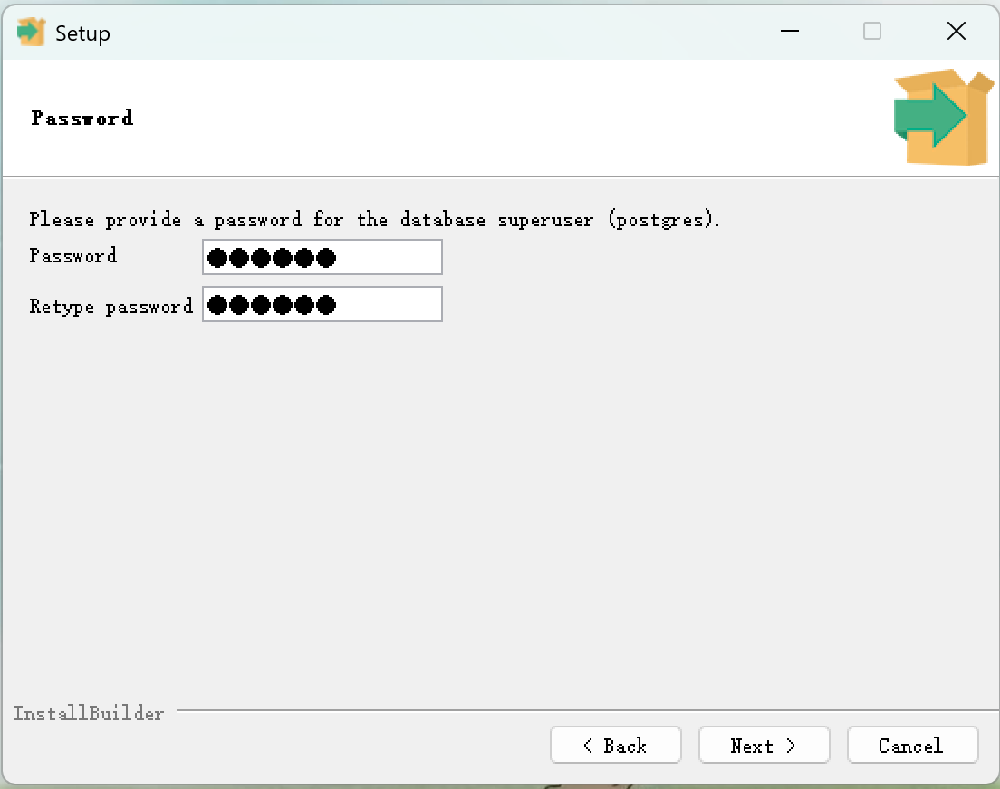 Setup
Password
Please provide a password for the database superuser (postgres).
Password ●●●●●●
Retype password ●●●●●●
InstallBuilder
< Back Next > Cancel